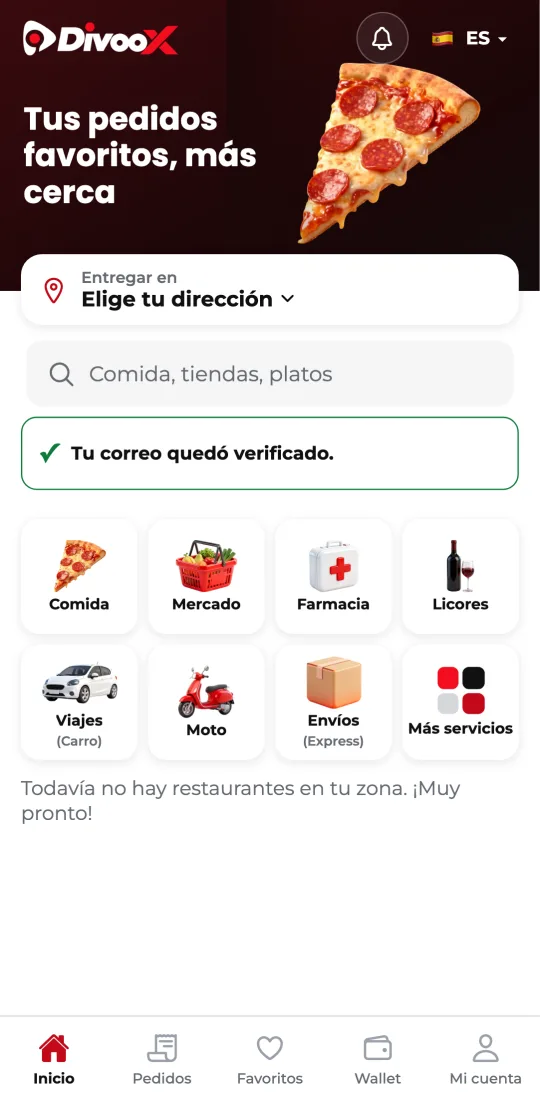 DivooX
ES
Tus pedidos
favoritos, más
cerca
Entregar en
Elige tu dirección
Comida, tiendas, platos
Tu correo quedó verificado.
Comida
Mercado
Farmacia
Licores
Viajes
(Carro)
Moto
Envíos
(Express)
Más servicios
Todavía no hay restaurantes en tu zona. ¡Muy
pronto!
Inicio
Pedidos
Favoritos
Wallet
Mi cuenta